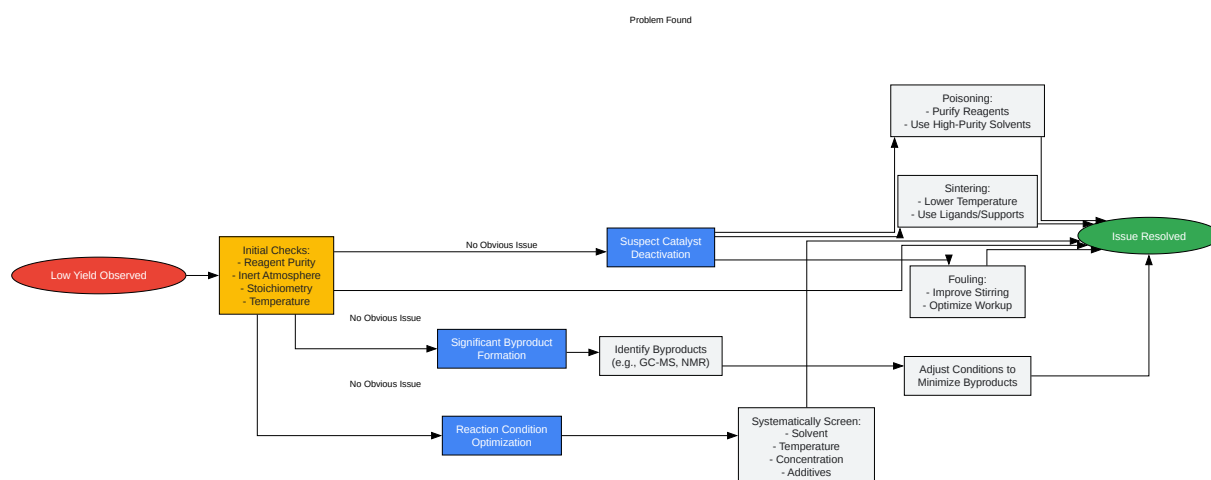 Problem Found
Poisoning:
- Purify Reagents
- Use High-Purity Solvents
Sintering:
- Lower Temperature
- Use Ligands/Supports
Issue Resolved
No Obvious Issue
Suspect Catalyst
Deactivation
Initial Checks:
- Reagent Purity
- Inert Atmosphere
- Stoichiometry
- Temperature
Low Yield Observed
Fouling:
- Improve Stirring
- Optimize Workup
No Obvious Issue
Significant Byproduct
Formation
Identify Byproducts
(e.g., GC-MS, NMR)
Adjust Conditions to
Minimize Byproducts
No Obvious Issue
Reaction Condition
Optimization
Systematically Screen:
- Solvent
- Temperature
- Concentration
- Additives